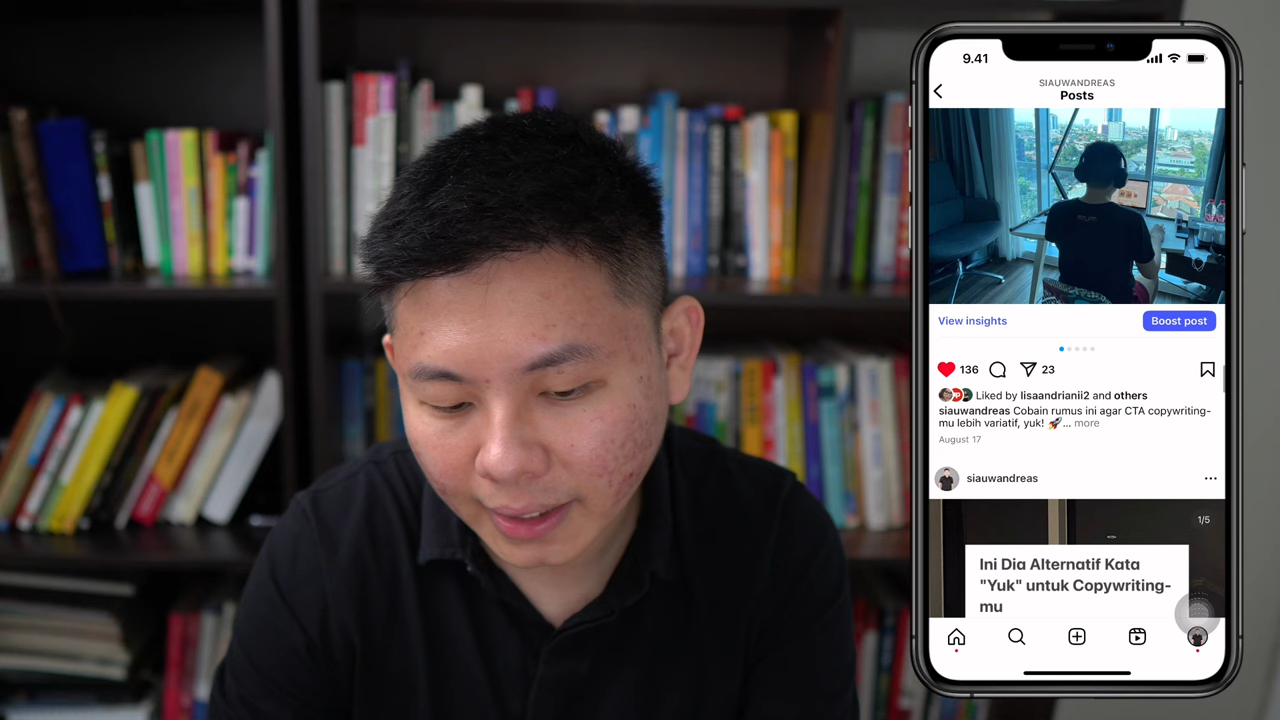 9.41
SIAUWANDREAS
Posts
View insights
Boost post
136
23
Liked by lisaandrianii2 and others
siauwandreas Cobain rumus ini agar CTA copywriting-
mu lebih variatif, yuk! 🚀... more
August 17
siauwandreas
1/5
Ini Dia Alternatif Kata
"Yuk" untuk Copywriting-
mu